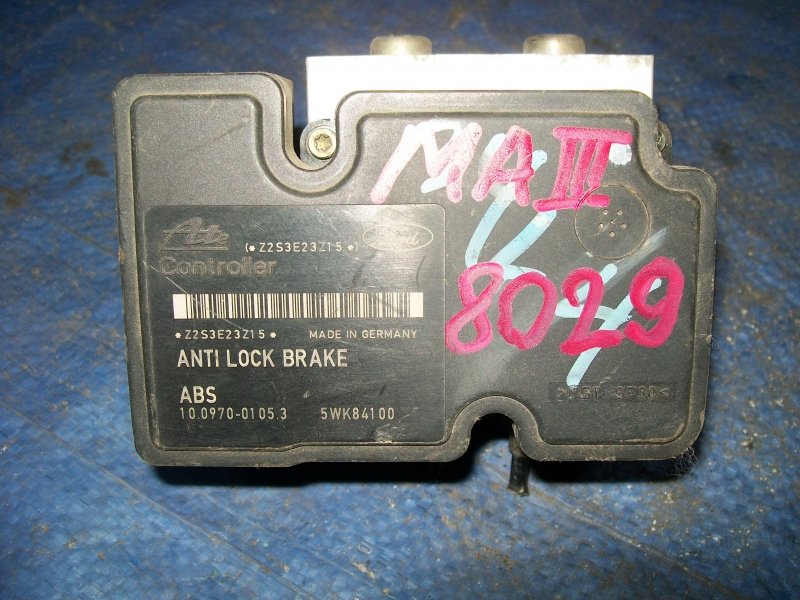 MA III
8029
Ate
(*Z2S3E23Z15*)
Ford
Controller
*Z2S3E23Z15*
MADE IN GERMANY
ANTI LOCK BRAKE
ABS
10.0970-0105.3
5WK84100